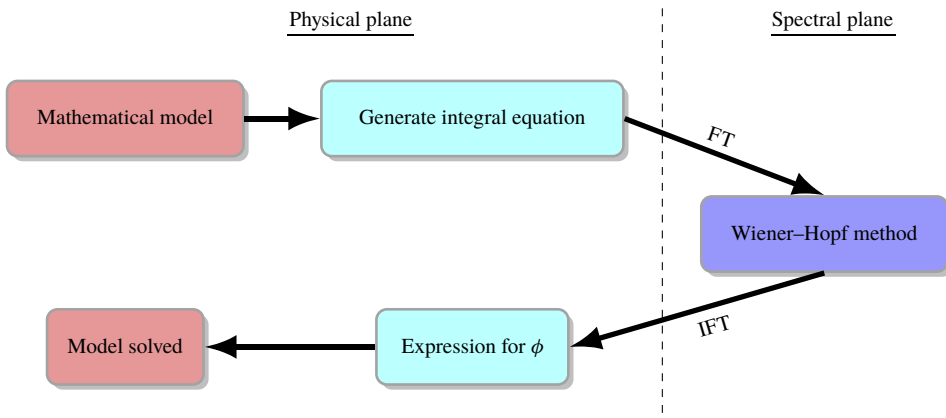 Physical plane
Spectral plane
Mathematical model
Generate integral equation
FT
Wiener–Hopf method
IFT
Model solved
Expression for ϕ